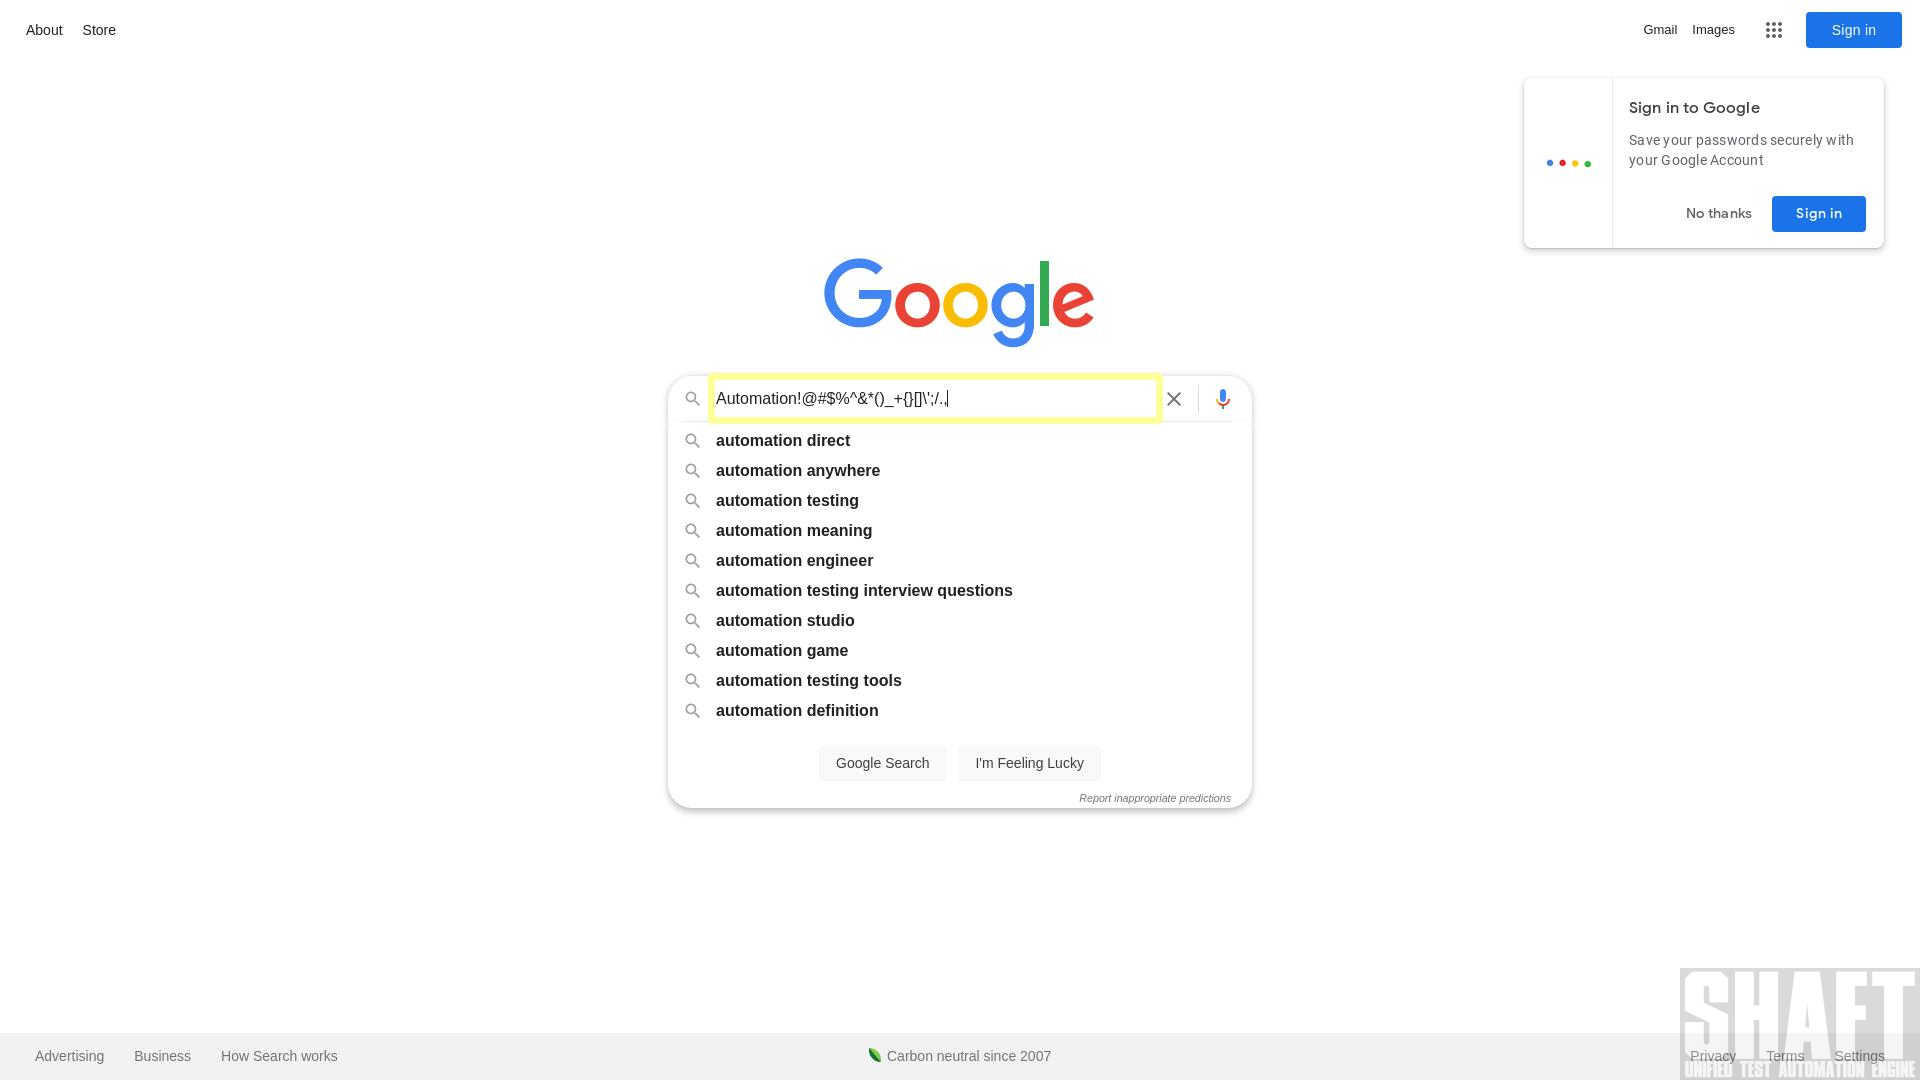 About Store
Gmail Images Sign in
Sign in to Google
Save your passwords securely with
your Google Account
No thanks Sign in
Google
Automation!@#$%^&*()_+{}[]\';/.,
automation direct
automation anywhere
automation testing
automation meaning
automation engineer
automation testing interview questions
automation studio
automation game
automation testing tools
automation definition
Google Search I'm Feeling Lucky
Report inappropriate predictions
SHAFT
UNIFIED TEST AUTOMATION ENGINE
Advertising Business How Search works Carbon neutral since 2007 Privacy Terms Settings